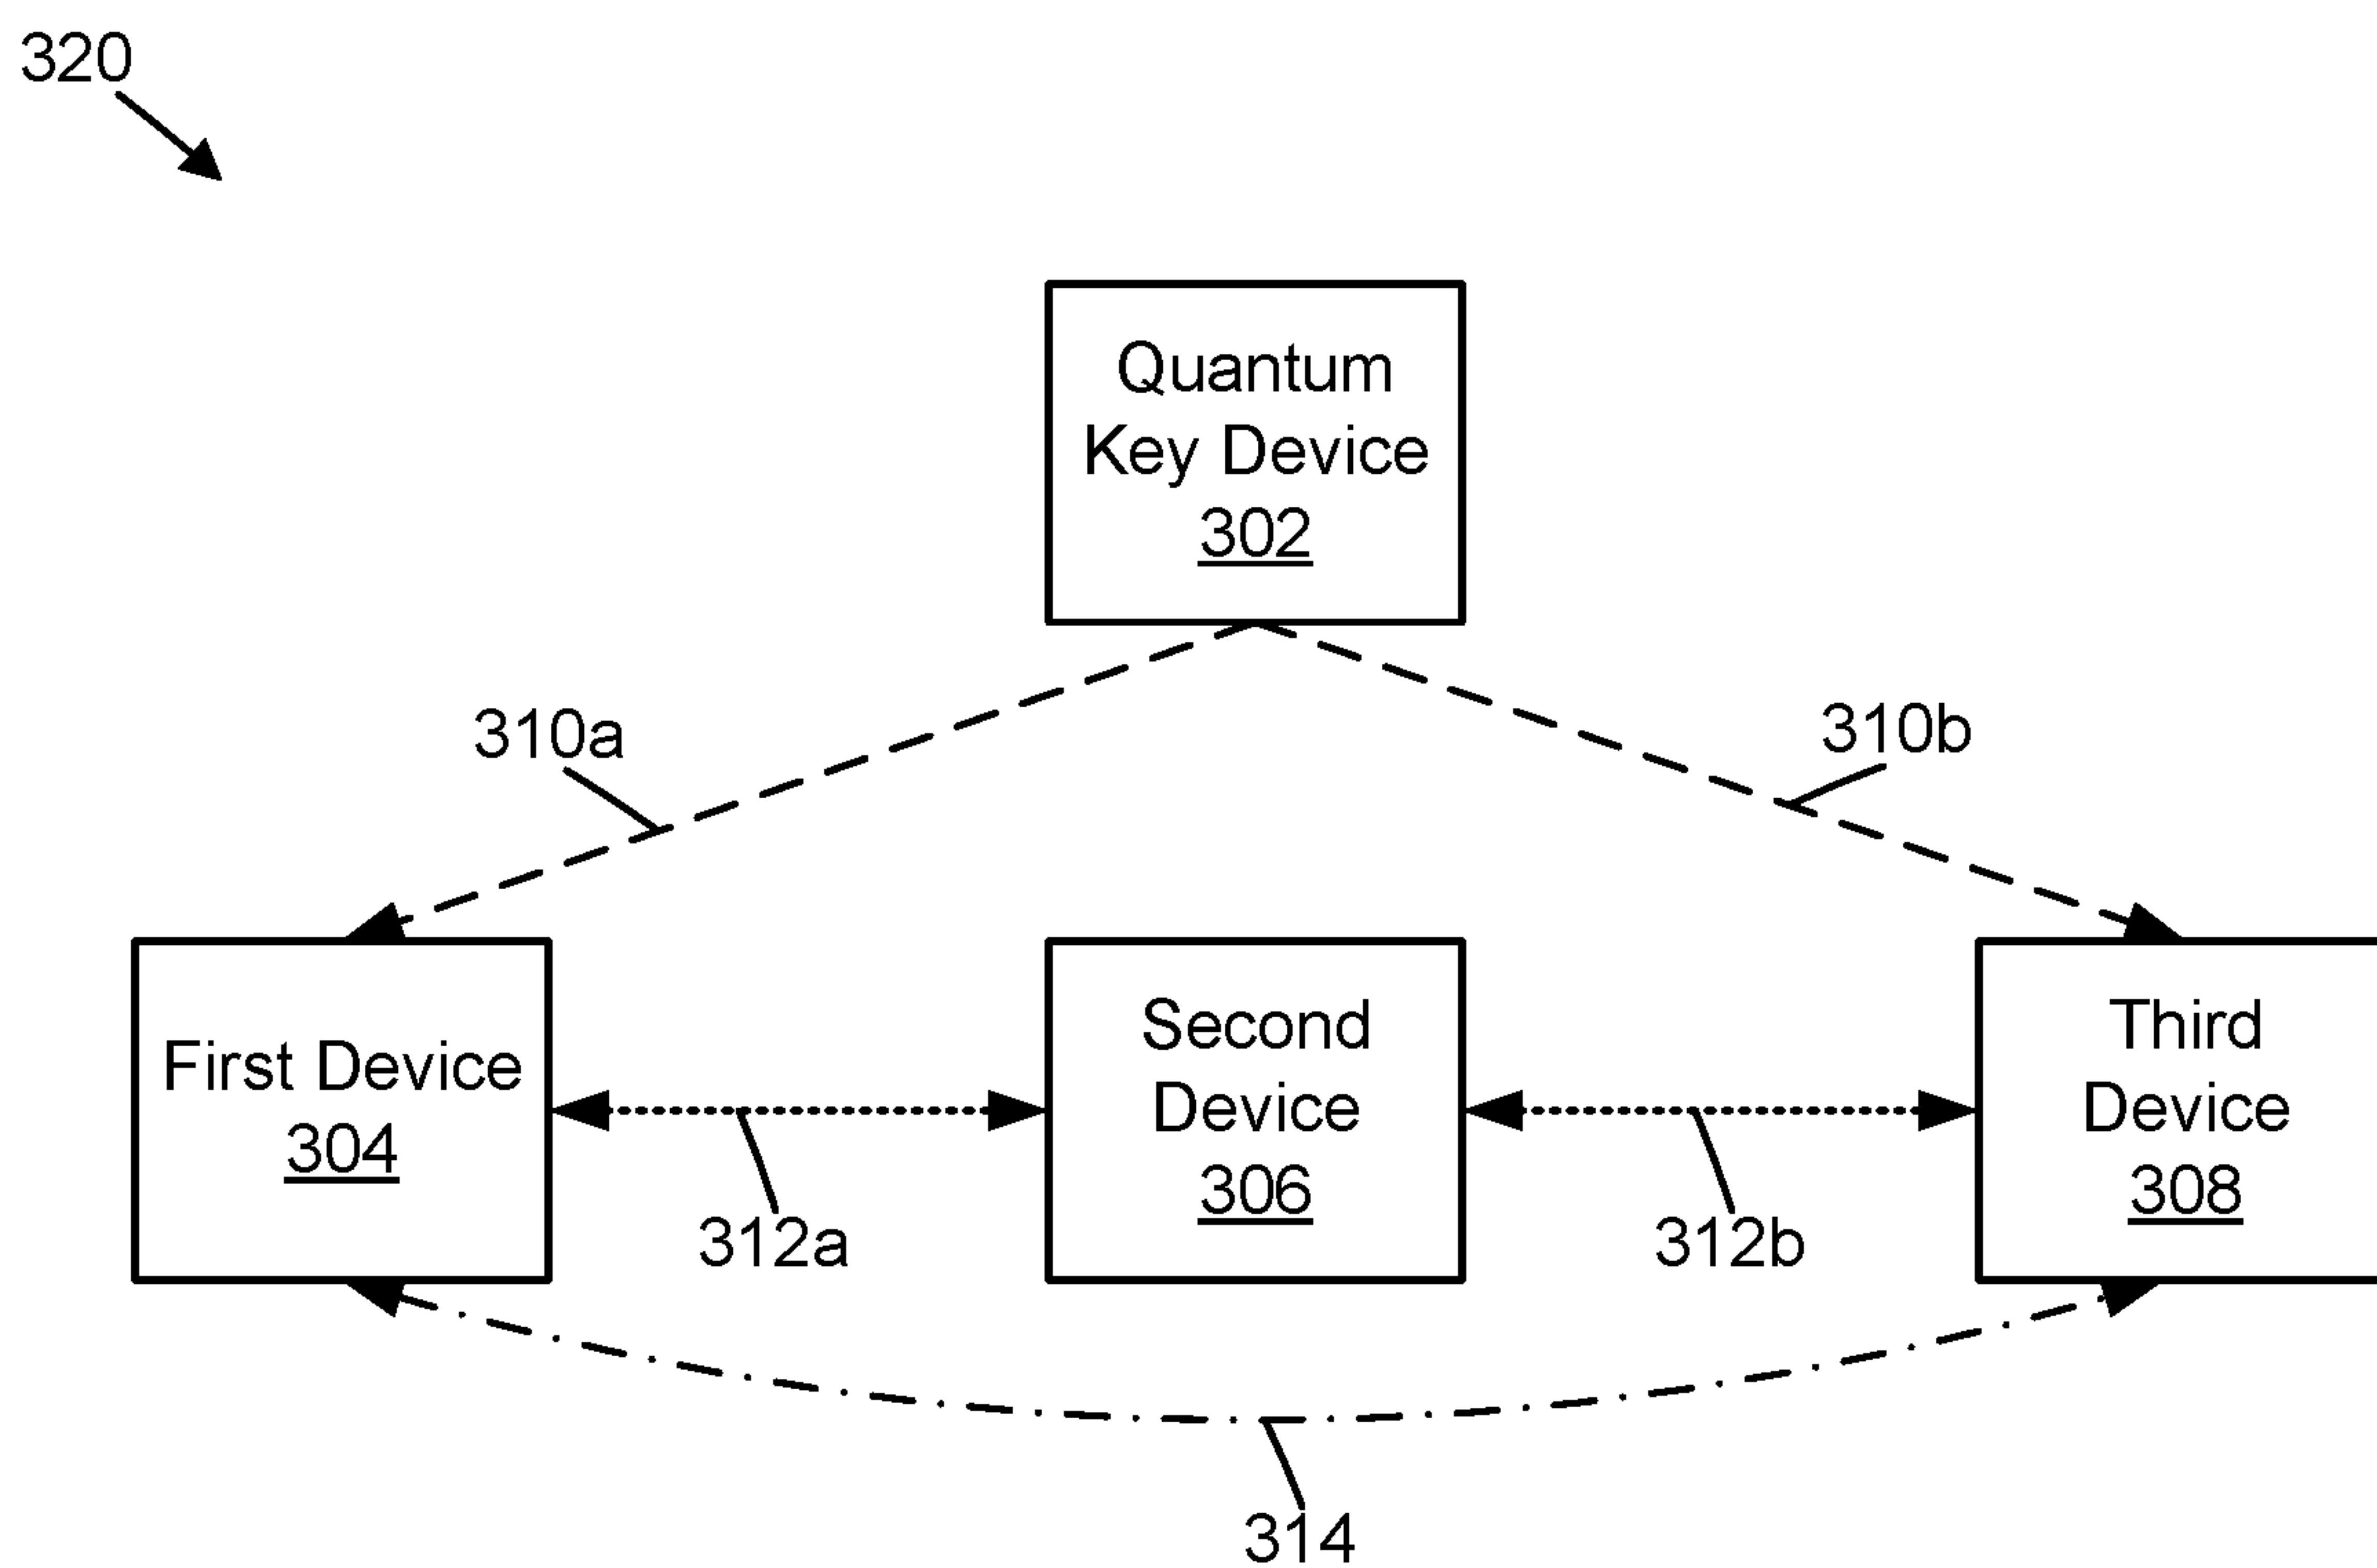 320
Quantum
Key Device
302
310a
310b
First Device
304
Second
Device
306
Third
Device
308
312a
312b
314